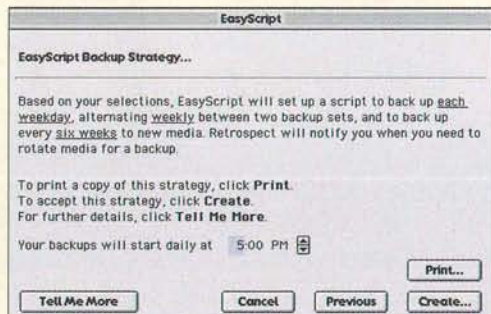 EasyScript
EasyScript Backup Strategy...
Based on your selections, EasyScript will set up a script to back up each
weekday, alternating weekly between two backup sets, and to back up
every six weeks to new media. Retrospect will notify you when you need to
rotate media for a backup.
To print a copy of this strategy, click Print.
To accept this strategy, click Create.
For further details, click Tell Me More.
Your backups will start daily at 5:00 PM
Print...
Tell Me More Cancel Previous Create...